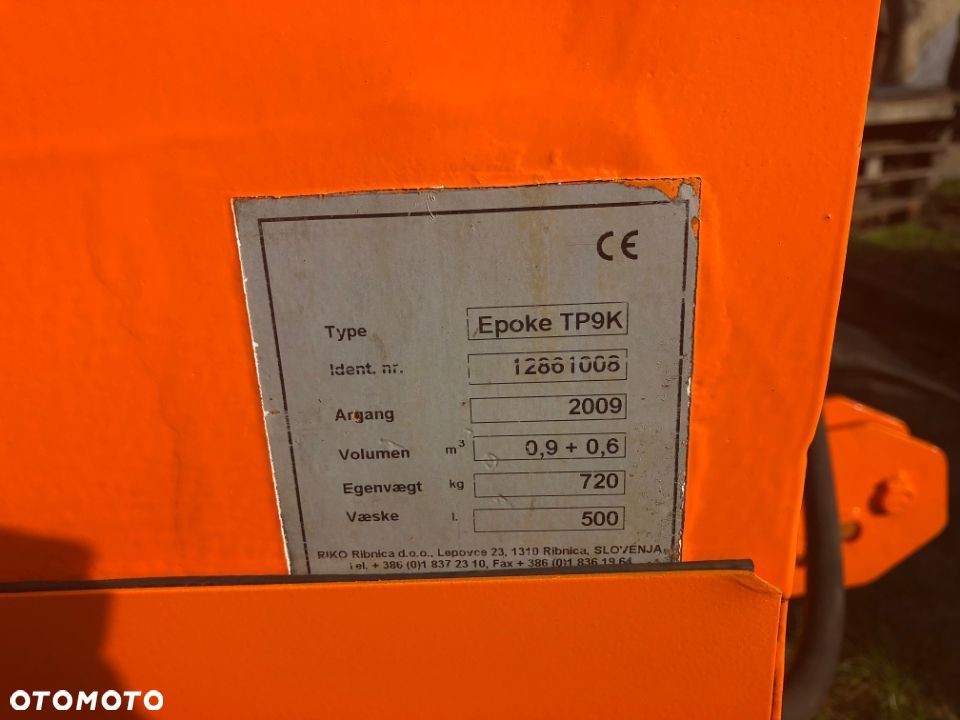 CE
Type Epoke TP9K
Ident. nr. 12861008
Argang 2009
Volumen m³ 0,9 + 0,6
Egenvægt kg 720
Væske l. 500
RIKO Ribnica d.o.o., Lepovce 23, 1310 Ribnica, SLOVENJA
Tel. + 386 (0)1 837 23 10, Fax + 386 (0)1 836 19 64
OTOMOTO